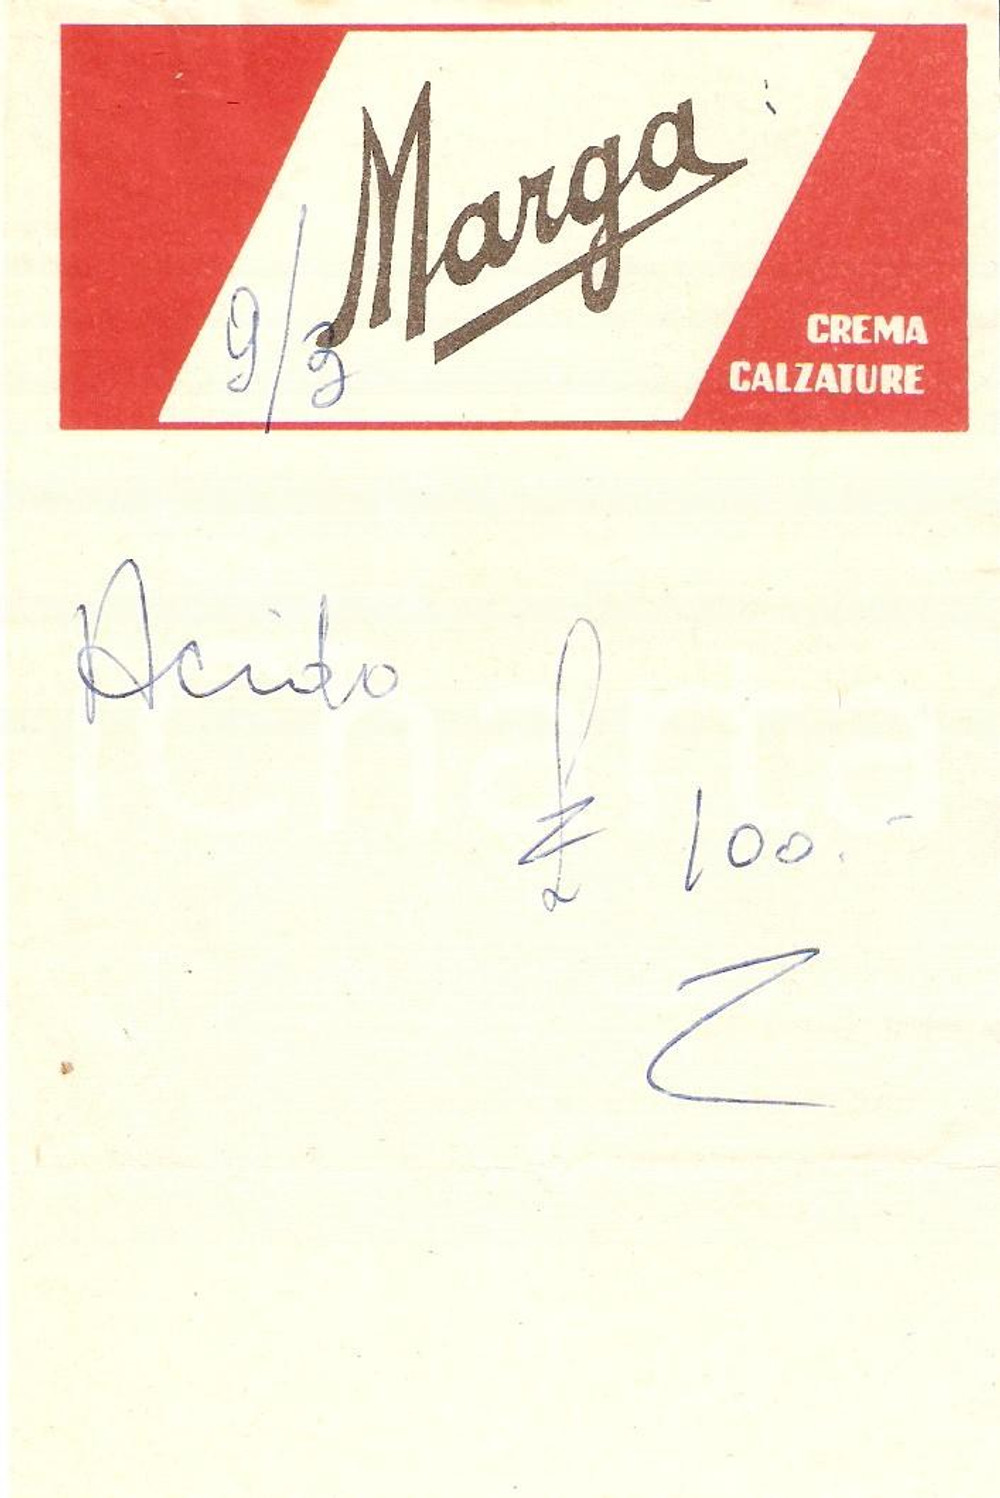 Marga
9/3
CREMA
CALZATURE
Acido
£ 100.-